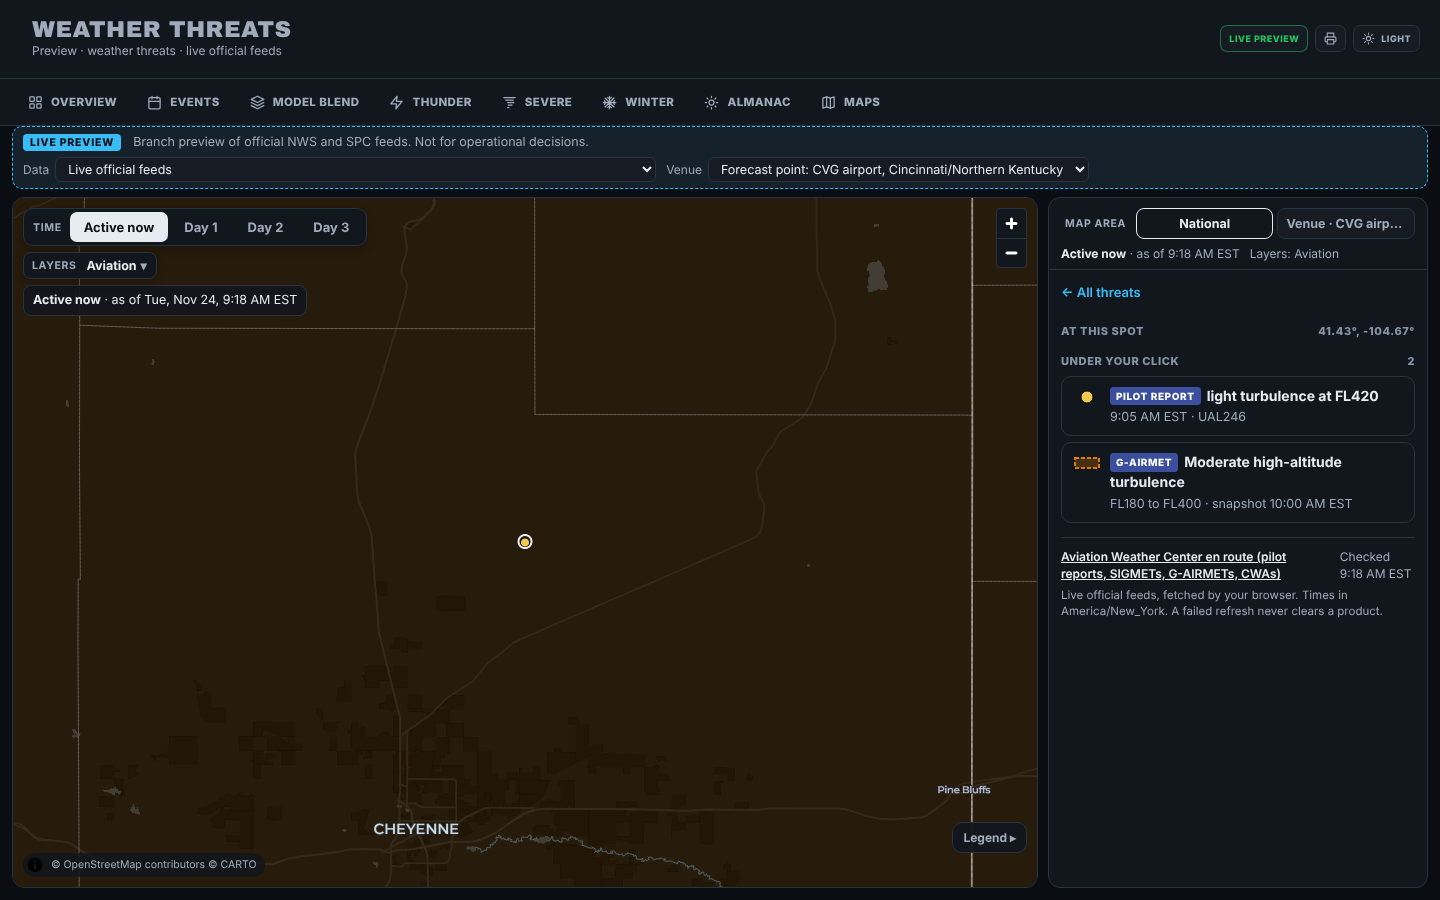 WEATHER THREATS
Preview · weather threats · live official feeds
LIVE PREVIEW
LIGHT
OVERVIEW
EVENTS
MODEL BLEND
THUNDER
SEVERE
WINTER
ALMANAC
MAPS
LIVE PREVIEW Branch preview of official NWS and SPC feeds. Not for operational decisions.
Data Live official feeds
Venue Forecast point: CVG airport, Cincinnati/Northern Kentucky
TIME Active now Day 1 Day 2 Day 3
LAYERS Aviation ▾
Active now · as of Tue, Nov 24, 9:18 AM EST
+
−
Pine Bluffs
CHEYENNE
Legend ▸
© OpenStreetMap contributors © CARTO
MAP AREA National Venue · CVG airp...
Active now · as of 9:18 AM EST Layers: Aviation
← All threats
AT THIS SPOT 41.43°, -104.67°
UNDER YOUR CLICK 2
PILOT REPORT light turbulence at FL420
9:05 AM EST · UAL246
G-AIRMET Moderate high-altitude
turbulence
FL180 to FL400 · snapshot 10:00 AM EST
Aviation Weather Center en route (pilot
reports, SIGMETs, G-AIRMETs, CWAs)
Checked
9:18 AM EST
Live official feeds, fetched by your browser. Times in
America/New_York. A failed refresh never clears a product.